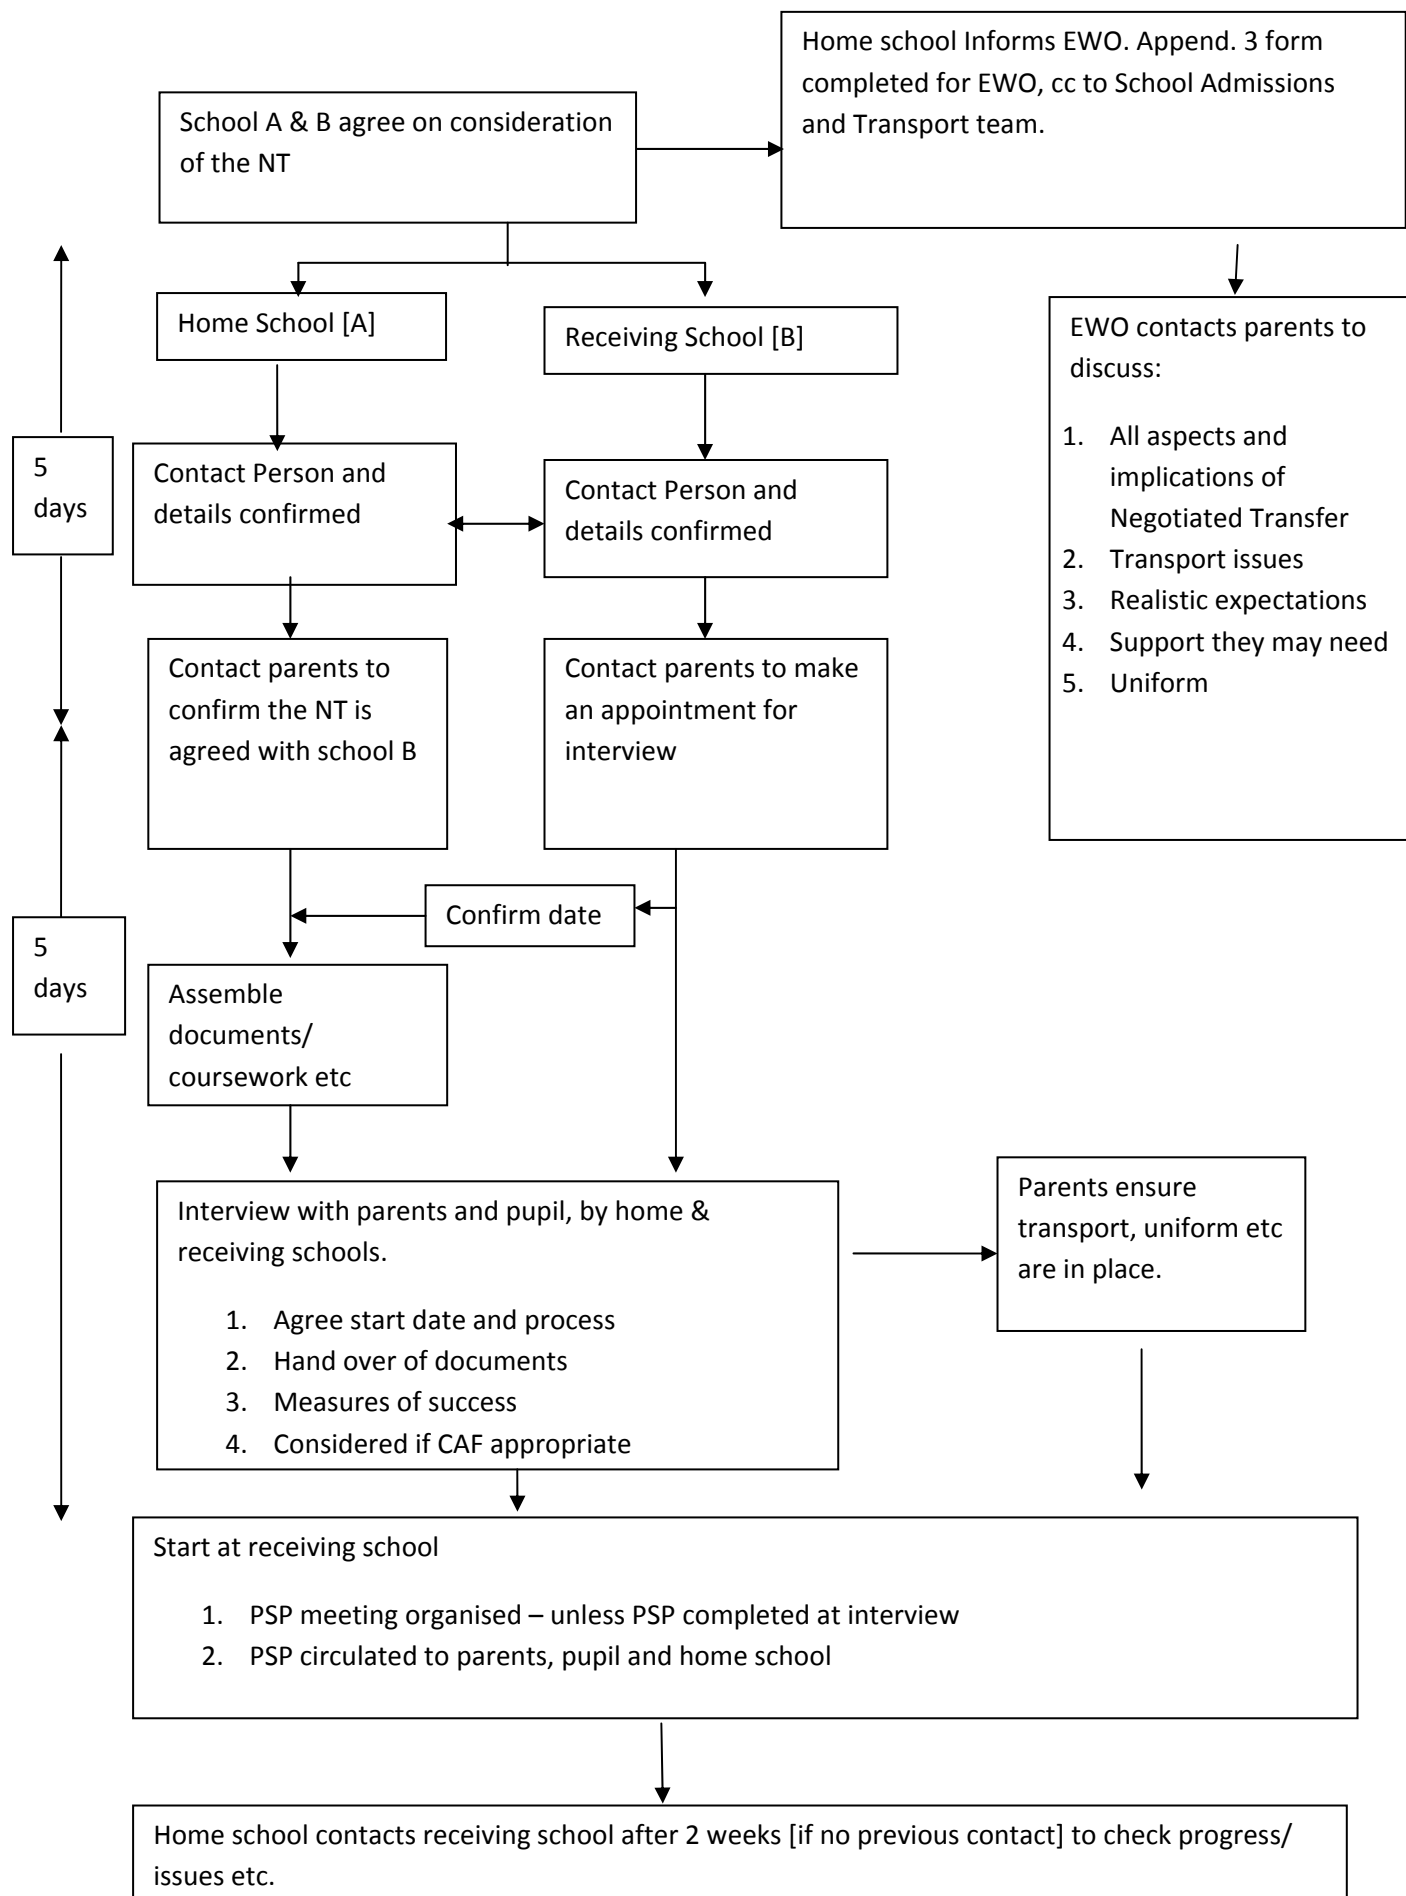 Home school Informs EWO. Append. 3 form
completed for EWO, cc to School Admissions
and Transport team.
School A & B agree on consideration
of the NT
Home School [A]
Receiving School [B]
EWO contacts parents to
discuss:
1. All aspects and
implications of
Negotiated Transfer
2. Transport issues
3. Realistic expectations
4. Support they may need
5. Uniform
5
days
Contact Person and
details confirmed
Contact Person and
details confirmed
Contact parents to
confirm the NT is
agreed with school B
Contact parents to make
an appointment for
interview
Confirm date
5
days
Assemble
documents/
coursework etc
Interview with parents and pupil, by home &
receiving schools.
1. Agree start date and process
2. Hand over of documents
3. Measures of success
4. Considered if CAF appropriate
Parents ensure
transport, uniform etc
are in place.
Start at receiving school
1. PSP meeting organised – unless PSP completed at interview
2. PSP circulated to parents, pupil and home school
Home school contacts receiving school after 2 weeks [if no previous contact] to check progress/
issues etc.